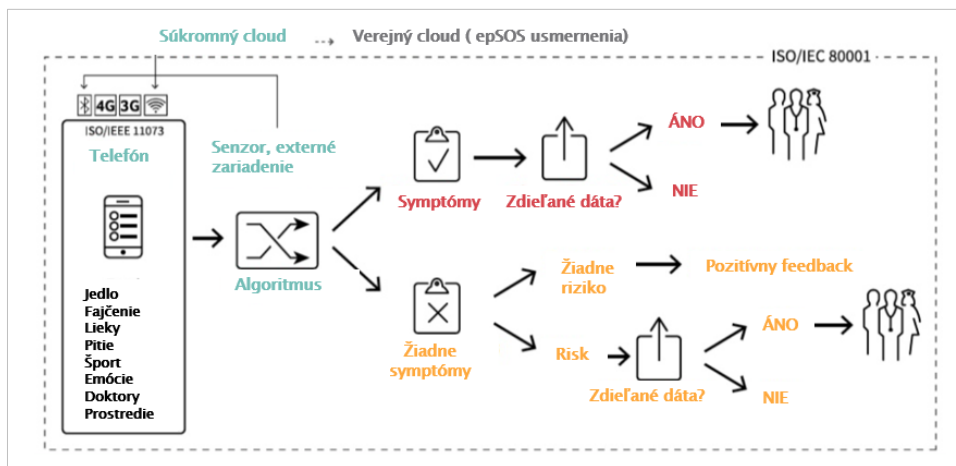 Súkromný cloud ---> Verejný cloud ( epSOS usmernenia)
ISO/IEC 80001
4G 3G
ISO/IEEE 11073
Telefón
Senzor, externé
zariadenie
Algoritmus
Jedlo
Fajčenie
Lieky
Pitie
Šport
Emócie
Doktory
Prostredie
Symptómy
Zdieľané dáta?
ÁNO
NIE
Žiadne
symptómy
Žiadne
riziko
Pozitívny feedback
Risk
Zdieľané dáta?
ÁNO
NIE